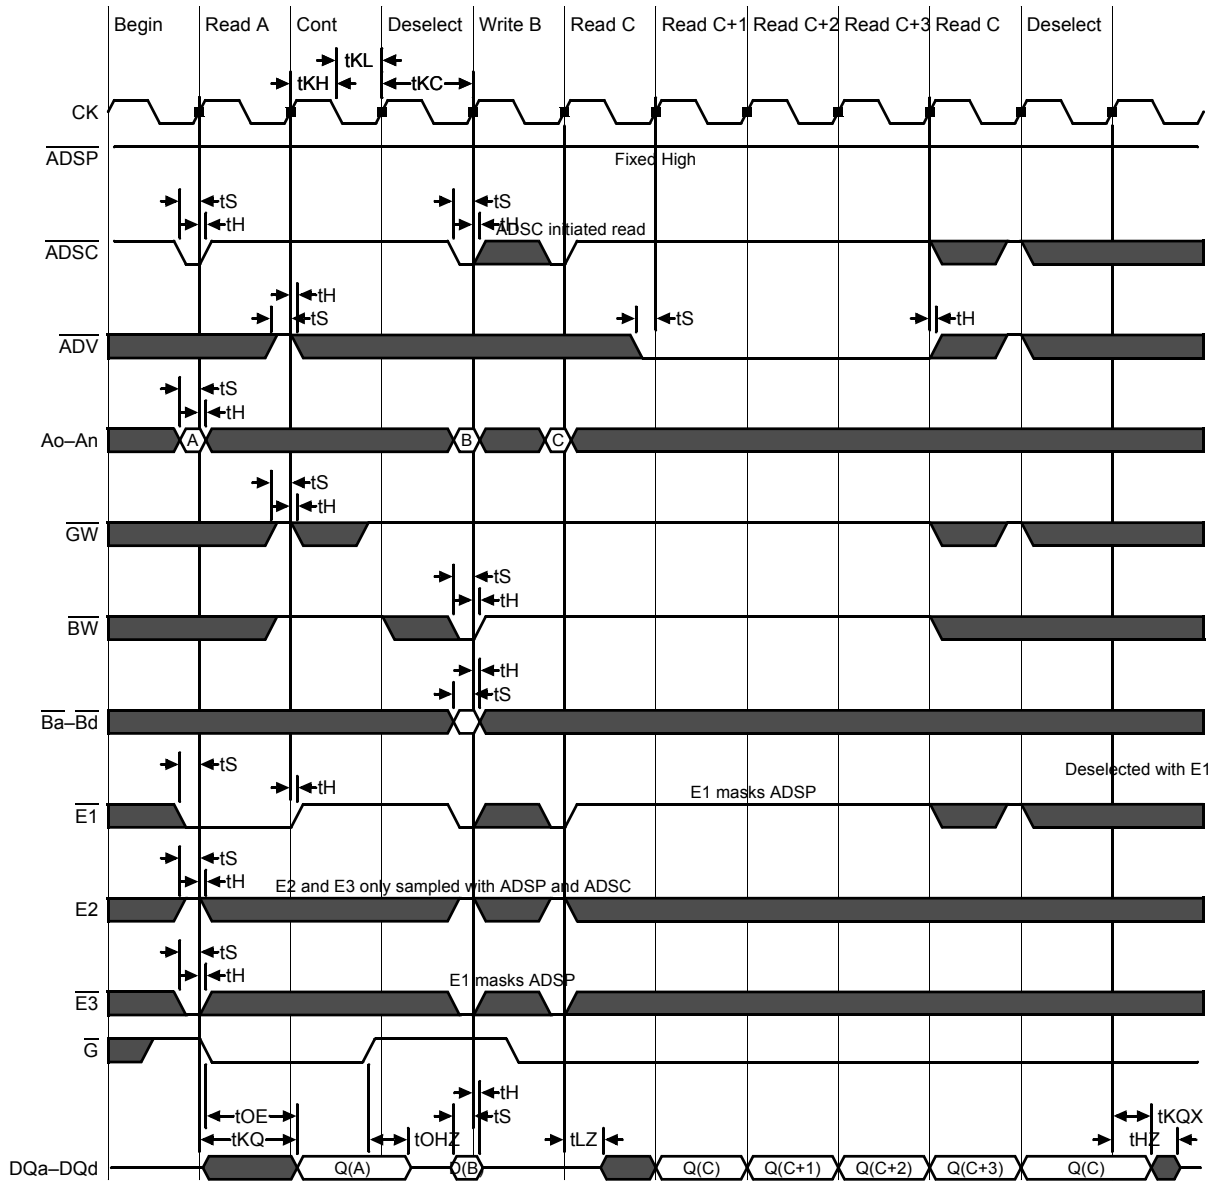 Begin Read A Cont Deselect Write B Read C Read C+1 Read C+2 Read C+3 Read C Deselect
tKL
tKH tKC
CK
ADSP
Fixed High
tS tS
tH tH
ADSC initiated read
ADSC
tH
tS tS tH
ADV
tS
tH
Ao–An A B C
tS
tH
GW
tS
tH
BW
tH
tS
Ba–Bd
tS
Deselected with E1
tH
E1 masks ADSP
E1
tS
tH
E2 and E3 only sampled with ADSP and ADSC
E2
tS
tH
E1 masks ADSP
E3
G
tH
tOE tS tKQX
tKQ tOHZ tLZ tHZ
DQa–DQd Q(A) D(B) Q(C) Q(C+1) Q(C+2) Q(C+3) Q(C)